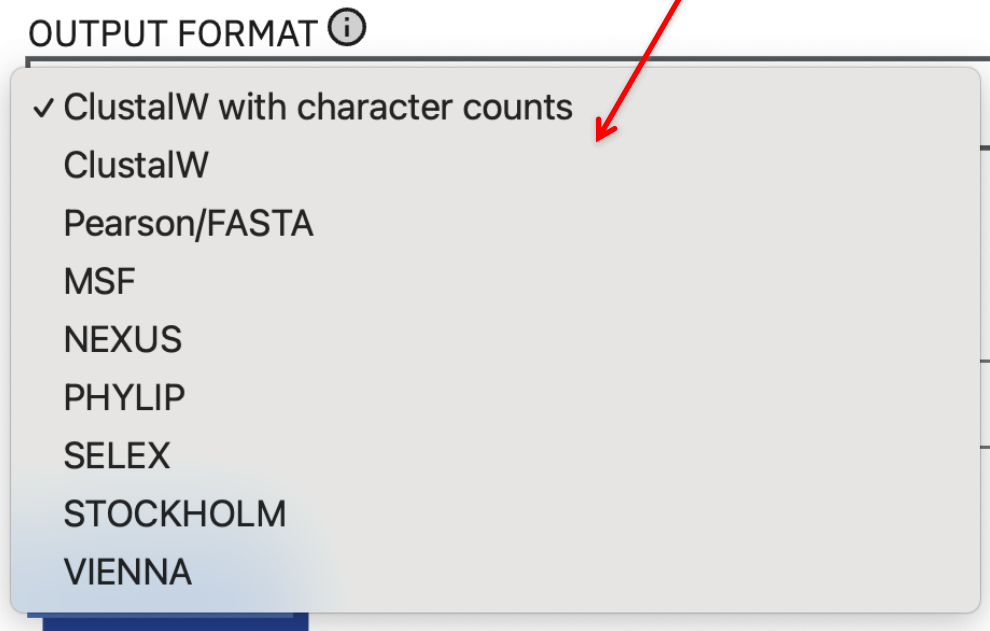 OUTPUT FORMAT
ClustalW with character counts
ClustalW
Pearson/FASTA
MSF
NEXUS
PHYLIP
SELEX
STOCKHOLM
VIENNA